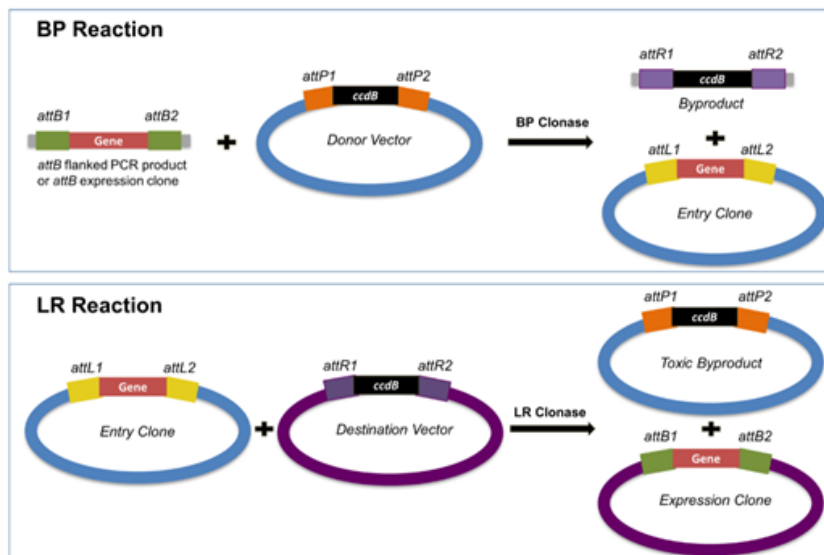 BP Reaction
attB1 attB2
Gene
attB flanked PCR product
or attB expression clone
attP1 attP2
ccdB
Donor Vector
BP Clonase
attR1 attR2
ccdB
Byproduct
attL1 attL2
Gene
Entry Clone
LR Reaction
attL1 attL2
Gene
Entry Clone
attR1 attR2
ccdB
Destination Vector
LR Clonase
attP1 attP2
ccdB
Toxic Byproduct
attB1 attB2
Gene
Expression Clone